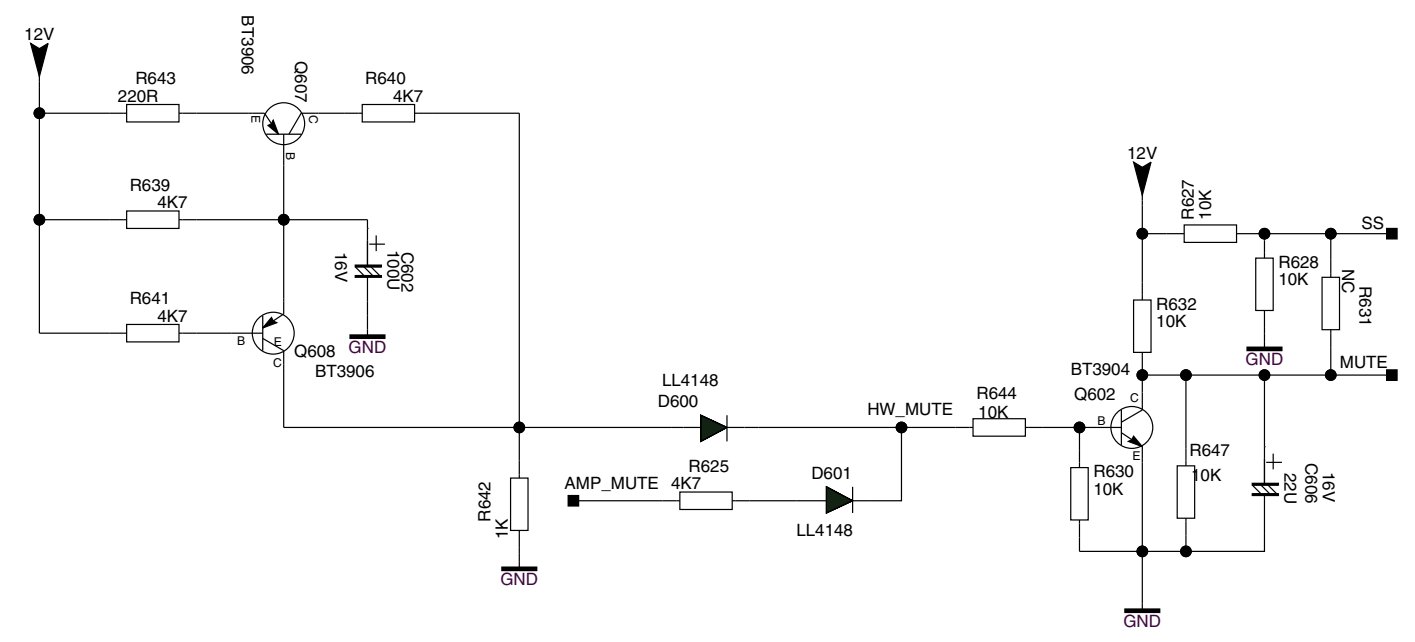 12V
BT3906
R643
220R
Q607
E
C
B
R640
4K7
R639
4K7
C602
100U
16V
GND
R641
4K7
B
E
C
Q608
BT3906
LL4148
D600
HW_MUTE
AMP_MUTE
R625
4K7
D601
LL4148
R642
1K
GND
12V
R627
10K
SS
R628
10K
GND
NC
R631
R632
10K
MUTE
BT3904
Q602
R644
10K
B
C
E
R630
10K
R647
10K
16V
C606
22U
GND